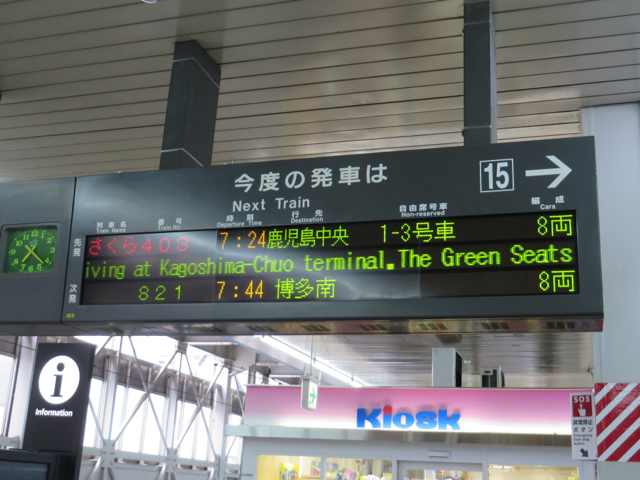 今度の発車は
Next Train
15
列車名 番号 時刻 行先 自由席号車 編成
Train Name Train No. Departure Time Destination Non-reserved Cars
先発 さくら409 7:24 鹿児島中央 1-3号車 8両
iving at Kagoshima-Chuo terminal.The Green Seats
次発 821 7:44 博多南 8両
i
Information
Kiosk
SOS